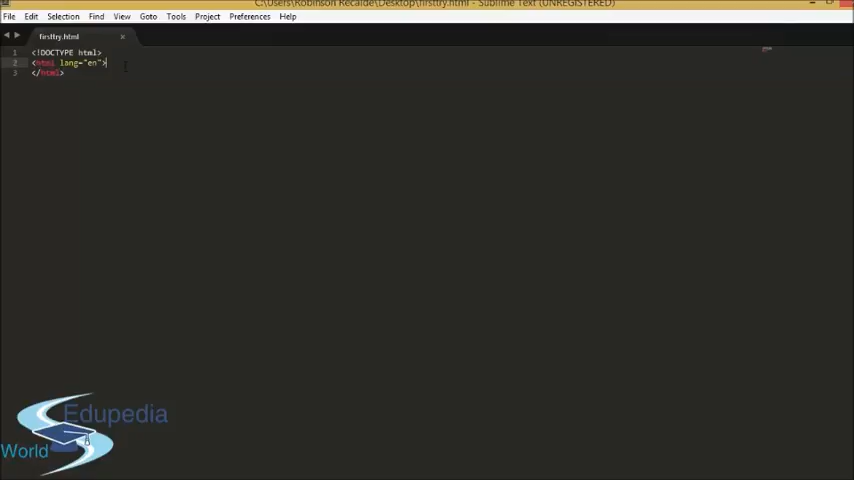 C:\Users\Robinson Recalde\Desktop\firsttry.html - Sublime Text (UNREGISTERED)
File Edit Selection Find View Goto Tools Project Preferences Help
firsttry.html
1 <!DOCTYPE html>
2 <html lang="en">
3 </html>
Edupedia
World